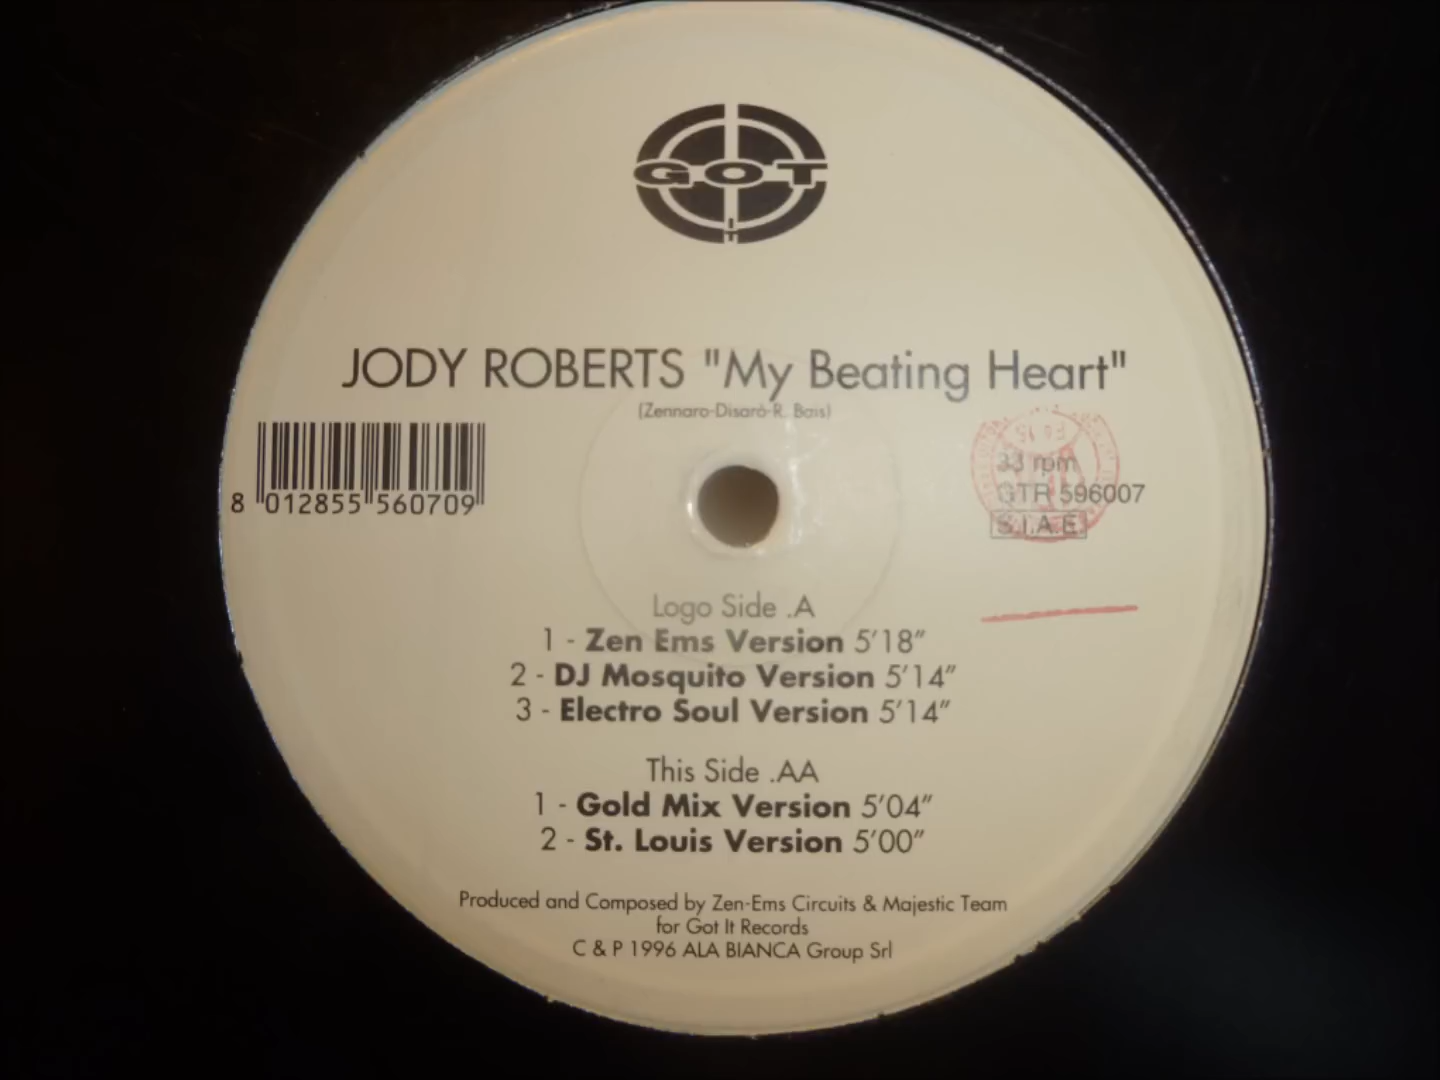 GOT
IT
JODY ROBERTS "My Beating Heart"
(Zennaro-Disarò-R. Bais)
8 012855 560709
33 rpm
GTR 596007
S.I.A.E.
Logo Side .A
1 - Zen Ems Version 5'18"
2 - DJ Mosquito Version 5'14"
3 - Electro Soul Version 5'14"
This Side .AA
1 - Gold Mix Version 5'04"
2 - St. Louis Version 5'00"
Produced and Composed by Zen-Ems Circuits & Majestic Team
for Got It Records
C & P 1996 ALA BIANCA Group Srl